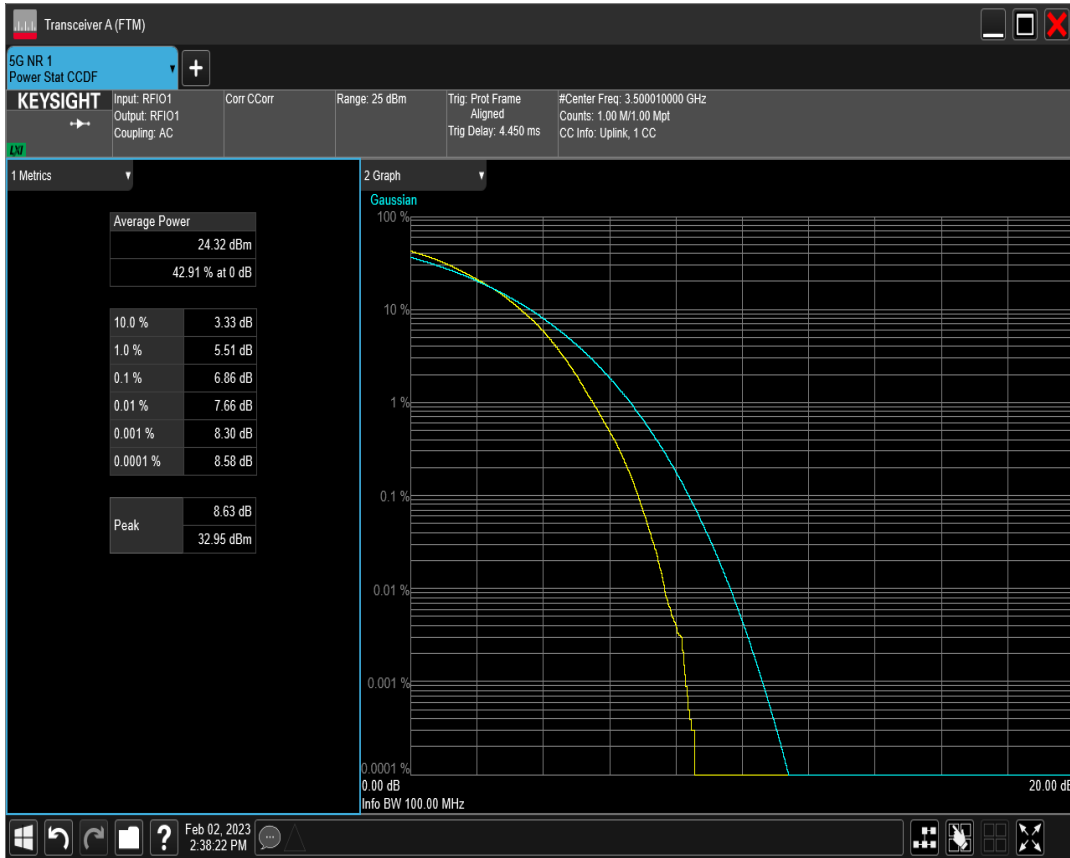 Transceiver A (FTM)
5G NR 1
Power Stat CCDF
+
KEYSIGHT
LXI
Input: RFIO1
Output: RFIO1
Coupling: AC
Corr CCorr
Range: 25 dBm
Trig: Prot Frame
Aligned
Trig Delay: 4.450 ms
#Center Freq: 3.500010000 GHz
Counts: 1.00 M/1.00 Mpt
CC Info: Uplink, 1 CC
1 Metrics
Average Power
24.32 dBm
42.91 % at 0 dB
10.0 % 3.33 dB
1.0 % 5.51 dB
0.1 % 6.86 dB
0.01 % 7.66 dB
0.001 % 8.30 dB
0.0001 % 8.58 dB
Peak
8.63 dB
32.95 dBm
2 Graph
Gaussian
100 %
10 %
1 %
0.1 %
0.01 %
0.001 %
0.0001 %
0.00 dB
20.00 dB
Info BW 100.00 MHz
?
Feb 02, 2023
2:38:22 PM